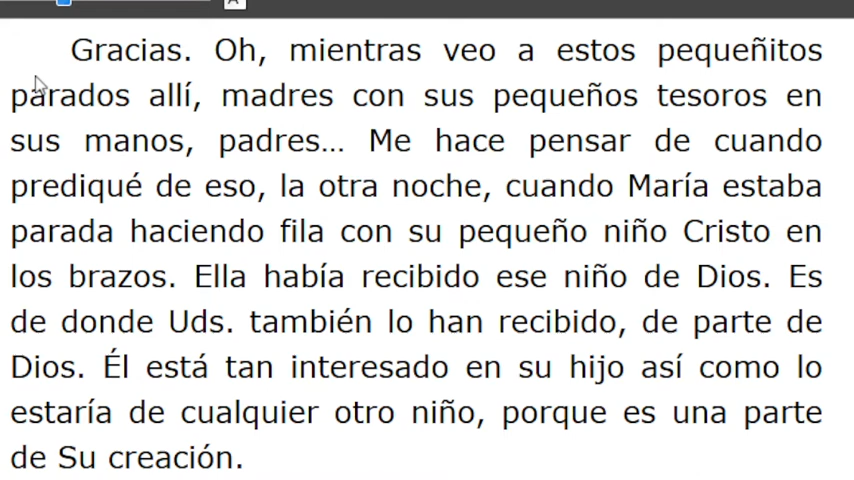 Gracias. Oh, mientras veo a estos pequeñitos
parados allí, madres con sus pequeños tesoros en
sus manos, padres... Me hace pensar de cuando
prediqué de eso, la otra noche, cuando María estaba
parada haciendo fila con su pequeño niño Cristo en
los brazos. Ella había recibido ese niño de Dios. Es
de donde Uds. también lo han recibido, de parte de
Dios. Él está tan interesado en su hijo así como lo
estaría de cualquier otro niño, porque es una parte
de Su creación.